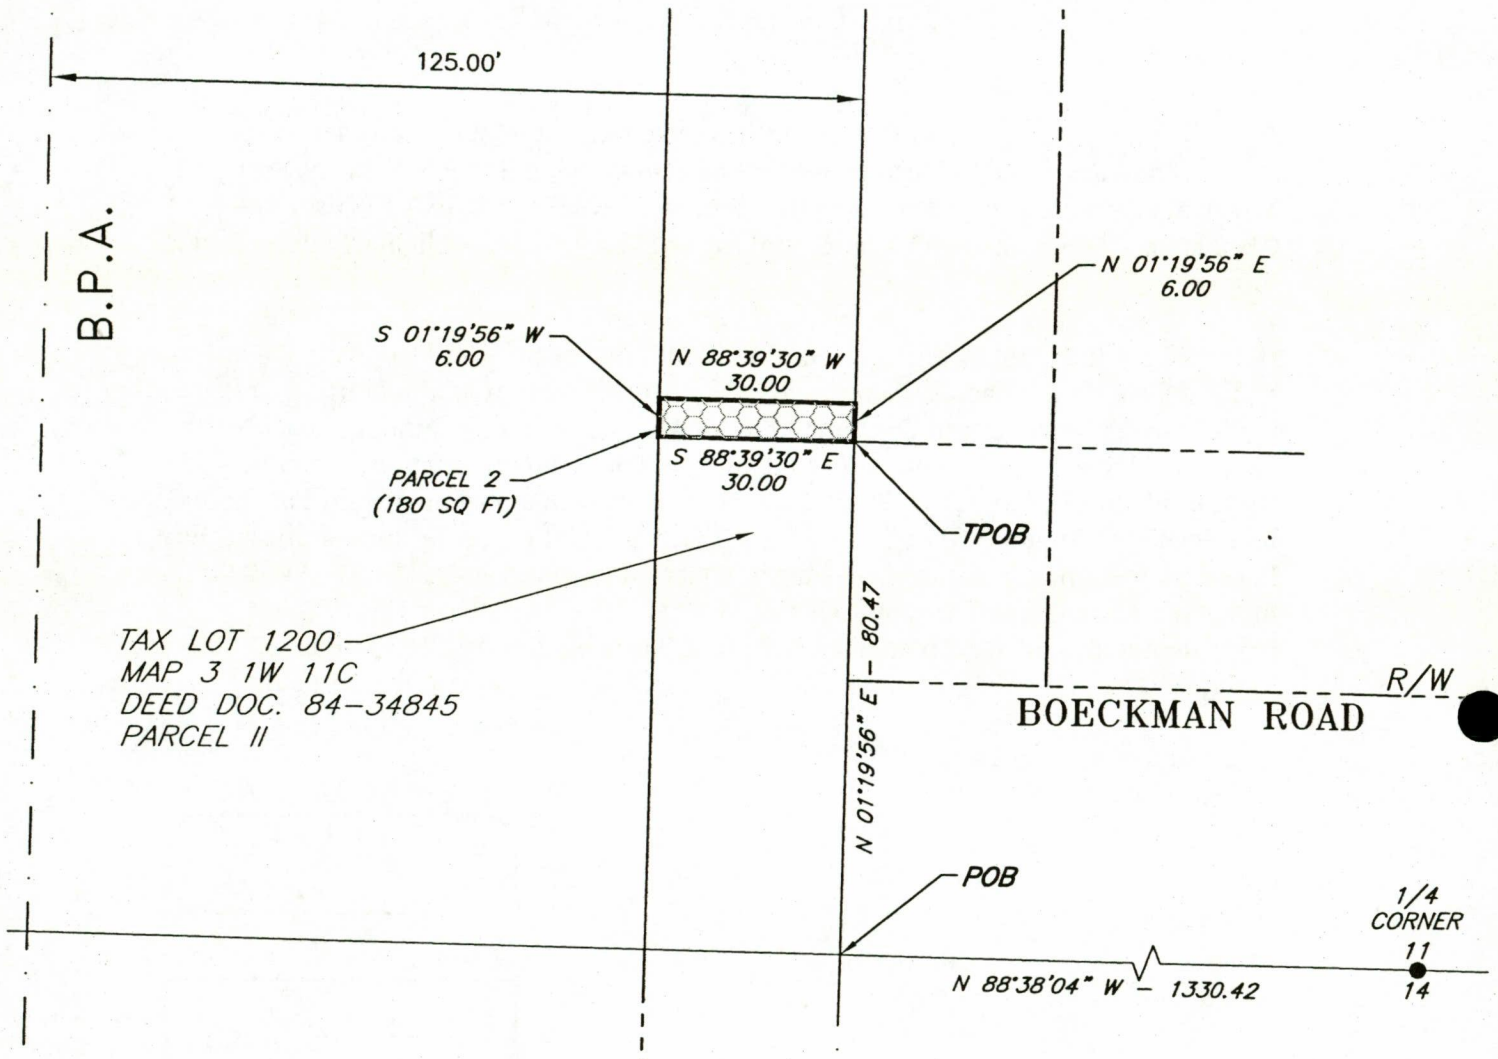 125.00'
B.P.A.
N 01°19'56" E
6.00
S 01°19'56" W
6.00
N 88°39'30" W
30.00
S 88°39'30" E
30.00
PARCEL 2
(180 SQ FT)
TPOB
N 01°19'56" E - 80.47
TAX LOT 1200
MAP 3 1W 11C
DEED DOC. 84-34845
PARCEL II
R/W
BOECKMAN ROAD
POB
1/4
CORNER
11
14
N 88°38'04" W - 1330.42